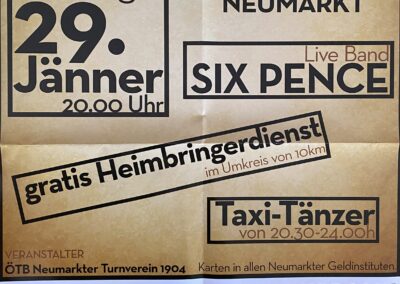 NEUMARKT
29.
Jänner
20.00 Uhr
Live Band
SIX PENCE
gratis Heimbringerdienst
im Umkreis von 10km
Taxi-Tänzer
von 20.30-24.00h
VERANSTALTER
ÖTB Neumarkter Turnverein 1904
Karten in allen Neumarkter Geldinstituten